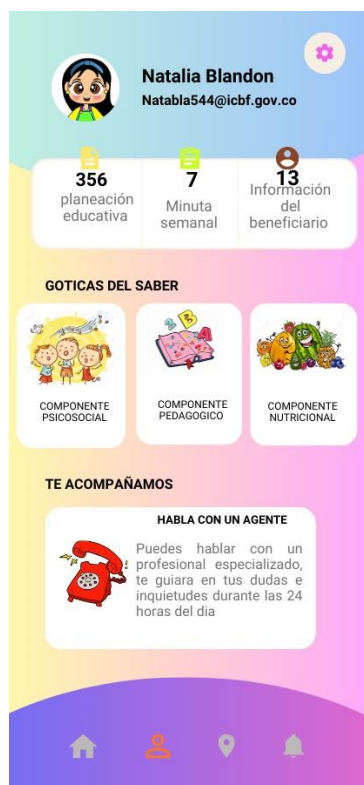 Natalia Blandon
Natabla544@icbf.gov.co
356
planeación
educativa
7
Minuta
semanal
13
Información
del
beneficiario
GOTICAS DEL SABER
COMPONENTE
PSICOSOCIAL
2 B A
COMPONENTE
PEDAGOGICO
COMPONENTE
NUTRICIONAL
TE ACOMPAÑAMOS
HABLA CON UN AGENTE
Puedes hablar con un
profesional especializado,
te guiara en tus dudas e
inquietudes durante las 24
horas del dia